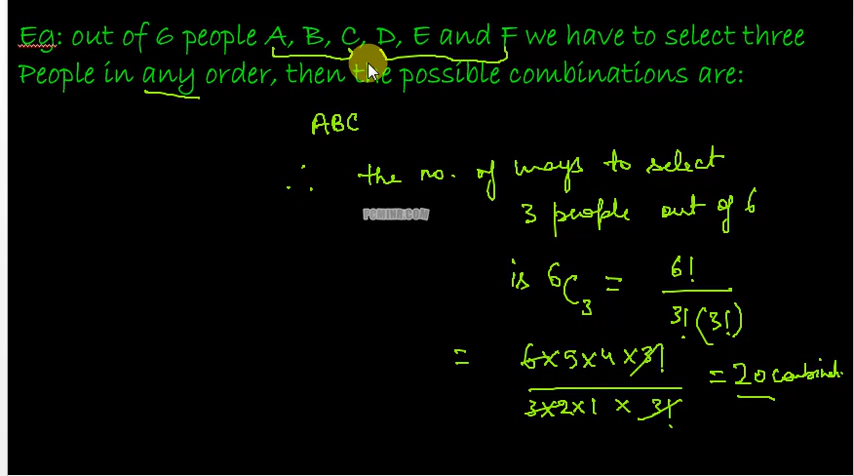 Eg: out of 6 people A, B, C, D, E and F we have to select three
People in any order, then the possible combinations are:
ABC
∴ the no. of ways to select
PCMINR.COM
3 people out of 6
is ⁶C₃ = 6! / 3! (3!)
= 6×5×4×3! / 3×2×1 × 3! = 20 combinati.